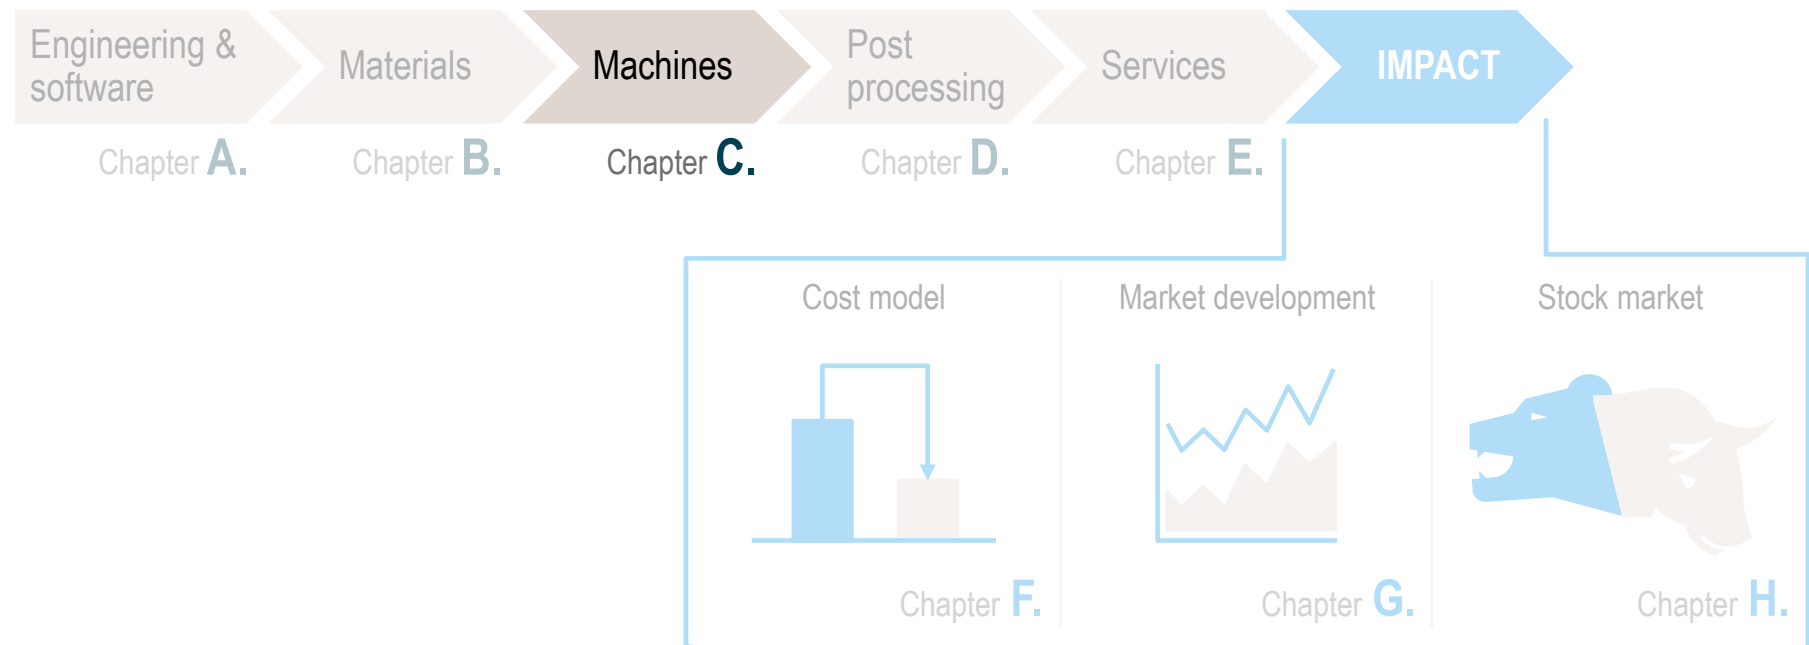 Engineering &
software
Materials
Machines
Post
processing
Services
IMPACT
Chapter A.
Chapter B.
Chapter C.
Chapter D.
Chapter E.
Cost model
Market development
Stock market
Chapter F.
Chapter G.
Chapter H.